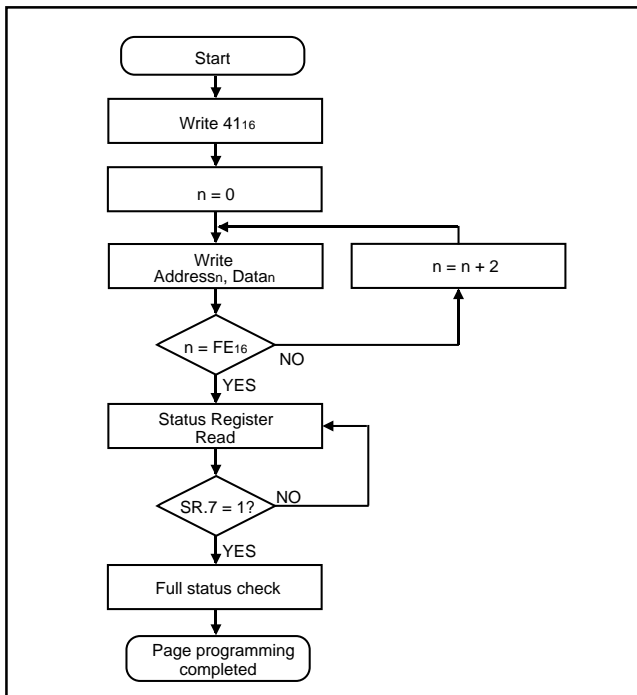 Start
Write 41₁₆
n = 0
Write
Addressn, Datan
n = n + 2
n = FE₁₆
NO
YES
Status Register
Read
SR.7 = 1?
NO
YES
Full status check
Page programming
completed